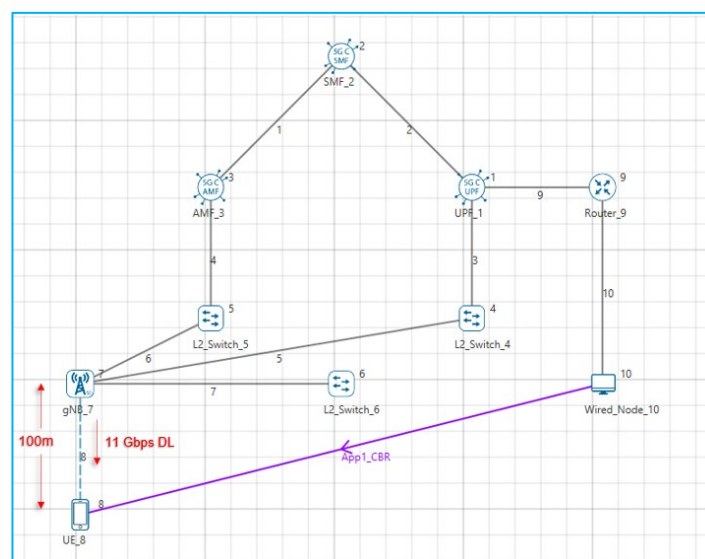 5G C
SMF
2
SMF_2
1
2
5G C
AMF
3
AMF_3
5G C
UPF
1
UPF_1
9
9
Router_9
4
3
10
5
L2_Switch_5
4
L2_Switch_4
6
5
7
gNB_7
7
6
L2_Switch_6
10
Wired_Node_10
100m
11 Gbps DL
8
App1_CBR
8
UE_8